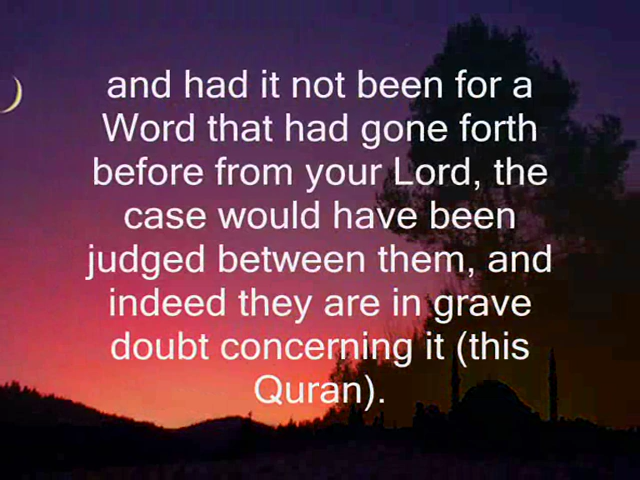 and had it not been for a
Word that had gone forth
before from your Lord, the
case would have been
judged between them, and
indeed they are in grave
doubt concerning it (this
Quran).